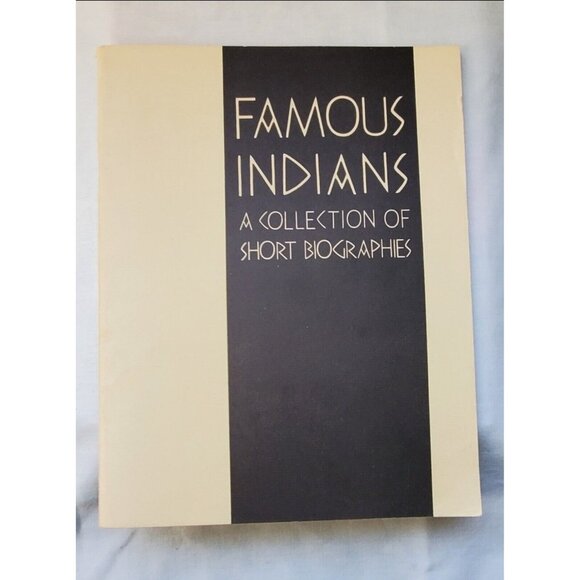 FAMOUS
INDIANS
A COLLECTION OF
SHORT BIOGRAPHIES